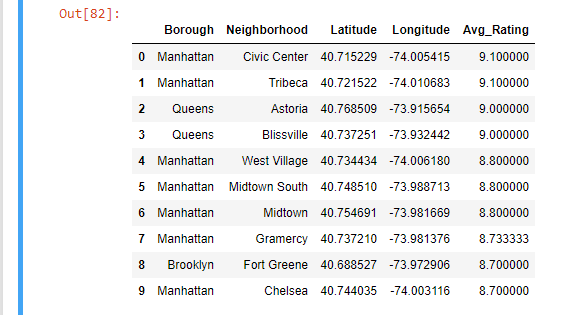 Out[82]:
Borough Neighborhood Latitude Longitude Avg_Rating
0 Manhattan Civic Center 40.715229 -74.005415 9.100000
1 Manhattan Tribeca 40.721522 -74.010683 9.100000
2 Queens Astoria 40.768509 -73.915654 9.000000
3 Queens Blissville 40.737251 -73.932442 9.000000
4 Manhattan West Village 40.734434 -74.006180 8.800000
5 Manhattan Midtown South 40.748510 -73.988713 8.800000
6 Manhattan Midtown 40.754691 -73.981669 8.800000
7 Manhattan Gramercy 40.737210 -73.981376 8.733333
8 Brooklyn Fort Greene 40.688527 -73.972906 8.700000
9 Manhattan Chelsea 40.744035 -74.003116 8.700000